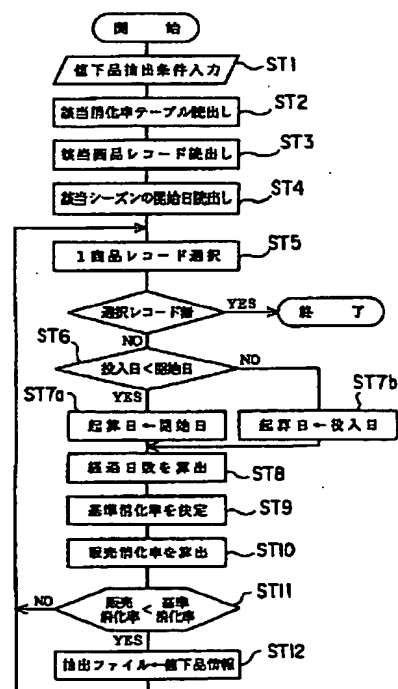 開 始
値下品抽出条件入力
ST1
該当消化率テーブル読出し
ST2
該当商品レコード読出し
ST3
該当シーズンの開始日読出し
ST4
1商品レコード選択
ST5
選択レコード無
YES
終 了
NO
ST6
投入日<開始日
NO
YES
ST7a
起算日←開始日
ST7b
起算日←投入日
経過日数を算出
ST8
基準消化率を決定
ST9
販売消化率を算出
ST10
販売消化率<基準消化率
ST11
NO
YES
抽出ファイル←値下品情報
ST12